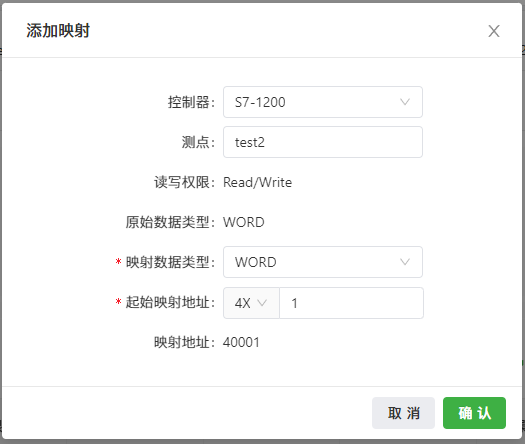 添加映射
控制器: S7-1200
测点: test2
读写权限: Read/Write
原始数据类型: WORD
* 映射数据类型: WORD
* 起始映射地址: 4X 1
映射地址: 40001
取 消 确 认